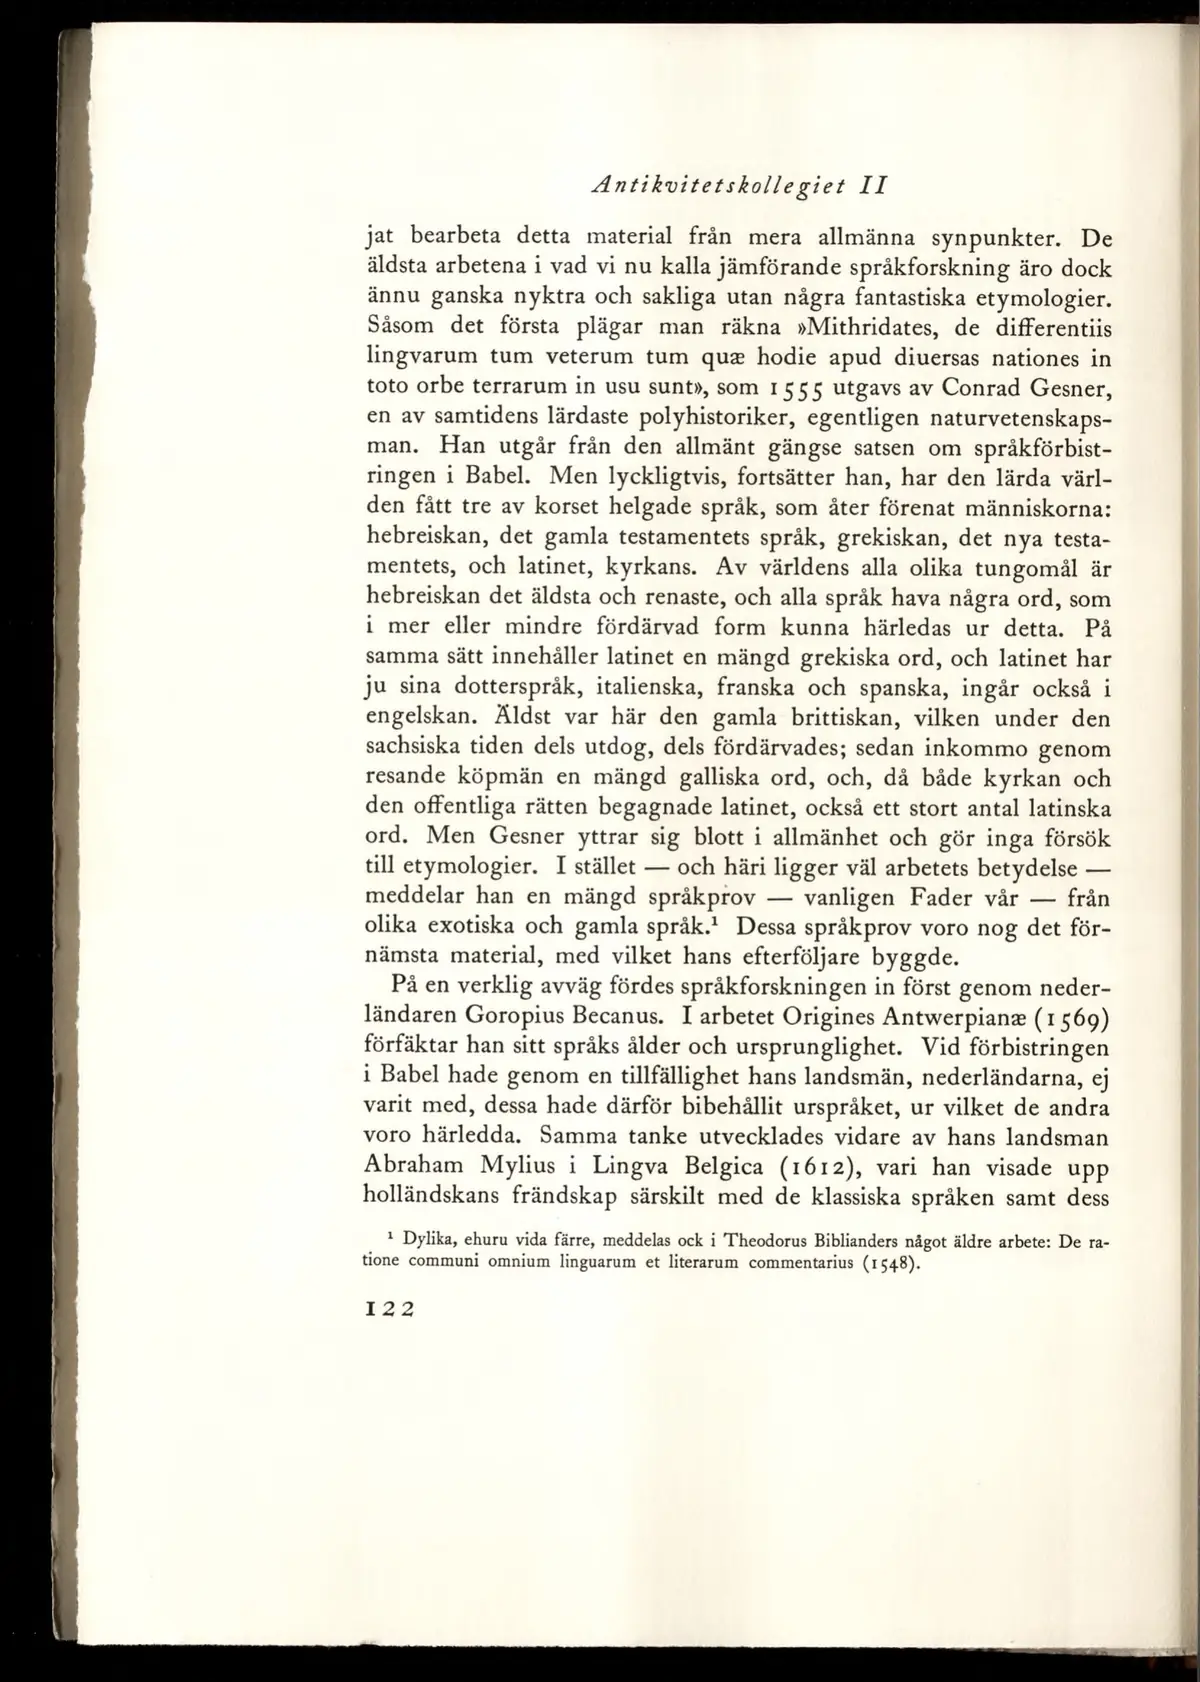 Antikvitetskollegiet II
jat bearbeta detta material från mera allmänna synpunkter. De
äldsta arbetena i vad vi nu kalla jämförande språkforskning äro dock
ännu ganska nyktra och sakliga utan några fantastiska etymologier.
Såsom det första plägar man räkna »Mithridates, de differentiis
lingvarum tum veterum tum quæ hodie apud diuersas nationes in
toto orbe terrarum in usu sunt», som 1555 utgavs av Conrad Gesner,
en av samtidens lärdaste polyhistoriker, egentligen naturvetenskaps-
man. Han utgår från den allmänt gängse satsen om språkförbist-
ringen i Babel. Men lyckligtvis, fortsätter han, har den lärda värl-
den fått tre av korset helgade språk, som åter förenat människorna:
hebreiskan, det gamla testamentets språk, grekiskan, det nya testa-
mentets, och latinet, kyrkans. Av världens alla olika tungomål är
hebreiskan det äldsta och renaste, och alla språk hava några ord, som
i mer eller mindre fördärvad form kunna härledas ur detta. På
samma sätt innehåller latinet en mängd grekiska ord, och latinet har
ju sina dotterspråk, italienska, franska och spanska, ingår också i
engelskan. Äldst var här den gamla brittiskan, vilken under den
sachsiska tiden dels utdog, dels fördärvades; sedan inkommo genom
resande köpmän en mängd galliska ord, och, då både kyrkan och
den offentliga rätten begagnade latinet, också ett stort antal latinska
ord. Men Gesner yttrar sig blott i allmänhet och gör inga försök
till etymologier. I stället — och häri ligger väl arbetets betydelse —
meddelar han en mängd språkprov — vanligen Fader vår — från
olika exotiska och gamla språk.¹ Dessa språkprov voro nog det för-
nämsta material, med vilket hans efterföljare byggde.
På en verklig avväg fördes språkforskningen in först genom neder-
ländaren Goropius Becanus. I arbetet Origines Antwerpianæ (1569)
förfäktar han sitt språks ålder och ursprunglighet. Vid förbistringen
i Babel hade genom en tillfällighet hans landsmän, nederländarna, ej
varit med, dessa hade därför bibehållit urspråket, ur vilket de andra
voro härledda. Samma tanke utvecklades vidare av hans landsman
Abraham Mylius i Lingva Belgica (1612), vari han visade upp
holländskans frändskap särskilt med de klassiska språken samt dess
¹ Dylika, ehuru vida färre, meddelas ock i Theodorus Biblianders något äldre arbete: De ra-
tione communi omnium linguarum et literarum commentarius (1548).
122